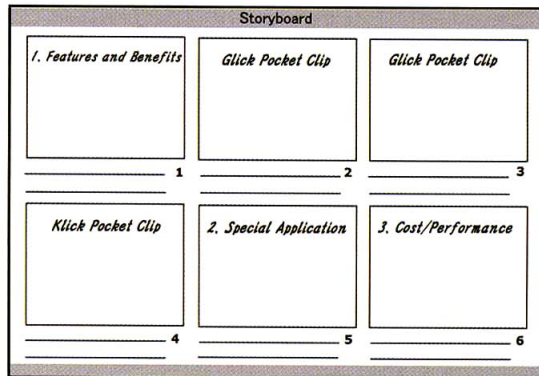 Storyboard
1. Features and Benefits
Glick Pocket Clip
Glick Pocket Clip
1
2
3
Klick Pocket Clip
2. Special Application
3. Cost/Performance
4
5
6